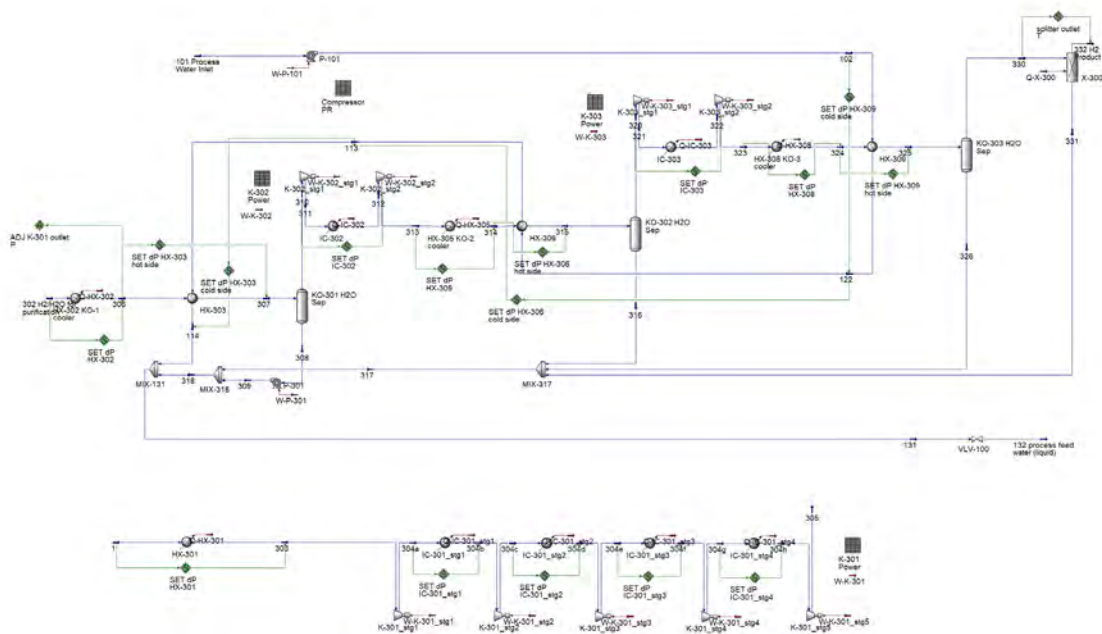 splitter outlet
T
332 H2
Product
330
Q-X-300
X-300
331
101 Process
Water Inlet
P-101
W-P-101
102
Compressor
PR
K-303
Power
W-K-303
K-303_stg1
W-K-303_stg1
K-303_stg2
W-K-303_stg2
320
321
322
Q-IC-303
IC-303
SET dP
IC-303
323
HX-308 KO-3
cooler
SET dP
HX-308
SET dP HX-309
cold side
324
HX-309
325
SET dP HX-309
hot side
KO-303 H2O
Sep
326
113
K-302
Power
W-K-302
K-302_stg1
W-K-302_stg1
K-302_stg2
W-K-302_stg2
310
311
312
IC-302
SET dP
IC-302
313
HX-305 KO-2
cooler
314
HX-306
315
SET dP HX-306
hot side
KO-302 H2O
Sep
ADJ K-301 outlet
P
SET dP HX-303
hot side
SET dP HX-303
cold side
SET dP HX-306
cold side
122
Q-HX-302
HX-302 KO-1
cooler
SET dP
HX-302
HX-303
307
KO-301 H2O
Sep
114
308
316
MIX-131
318
MIX-318
309
W-P-301
317
MIX-317
131
VLV-100
132 process feed
water (liquid)
305
1
Q-HX-301
HX-301
303
SET dP
HX-301
304a
IC-301_stg1
304b
SET dP
IC-301_stg1
304c
IC-301_stg2
304d
SET dP
IC-301_stg2
304e
IC-301_stg3
304f
SET dP
IC-301_stg3
304g
IC-301_stg4
304h
SET dP
IC-301_stg4
K-301
Power
W-K-301
K-301_stg1
W-K-301_stg1
K-301_stg2
W-K-301_stg2
K-301_stg3
W-K-301_stg3
K-301_stg4
W-K-301_stg4
K-301_stg5
W-K-301_stg5